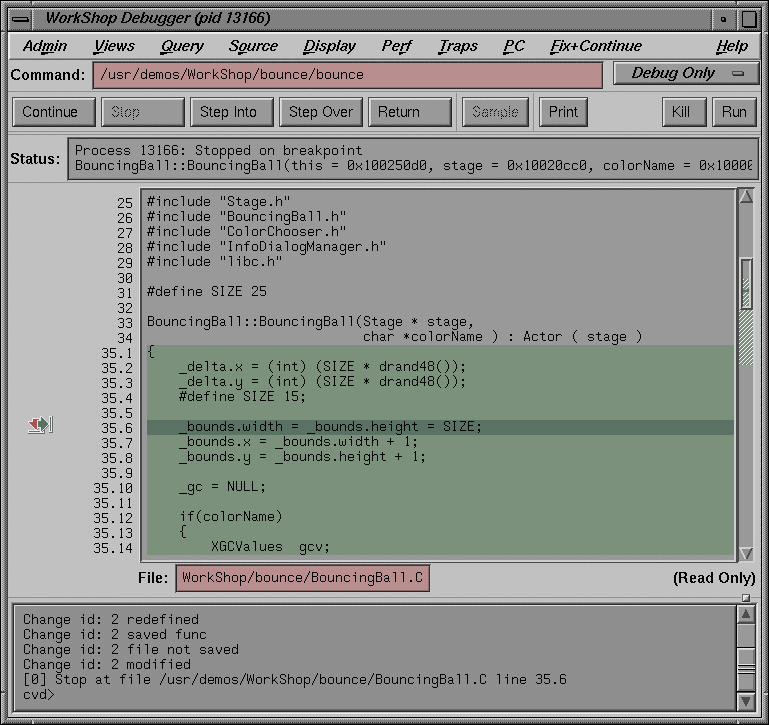 WorkShop Debugger (pid 13166)
Admin Views Query Source Display Perf Traps PC Fix+Continue Help
Command: /usr/demos/WorkShop/bounce/bounce Debug Only
Continue Stop Step Into Step Over Return Sample Print Kill Run
Status: Process 13166: Stopped on breakpoint
BouncingBall::BouncingBall(this = 0x100250d0, stage = 0x10020cc0, colorName = 0x10000
25 #include "Stage.h"
26 #include "BouncingBall.h"
27 #include "ColorChooser.h"
28 #include "InfoDialogManager.h"
29 #include "libc.h"
30
31 #define SIZE 25
32
33 BouncingBall::BouncingBall(Stage * stage,
34 char *colorName ) : Actor ( stage )
35.1 {
35.2 _delta.x = (int) (SIZE * drand48());
35.3 _delta.y = (int) (SIZE * drand48());
35.4 #define SIZE 15;
35.5
35.6 _bounds.width = _bounds.height = SIZE;
35.7 _bounds.x = _bounds.width + 1;
35.8 _bounds.y = _bounds.height + 1;
35.9
35.10 _gc = NULL;
35.11
35.12 if(colorName)
35.13 {
35.14 XGCValues gcv;
File: WorkShop/bounce/BouncingBall.C (Read Only)
Change id: 2 redefined
Change id: 2 saved func
Change id: 2 file not saved
Change id: 2 modified
[0] Stop at file /usr/demos/WorkShop/bounce/BouncingBall.C line 35.6
cvd>